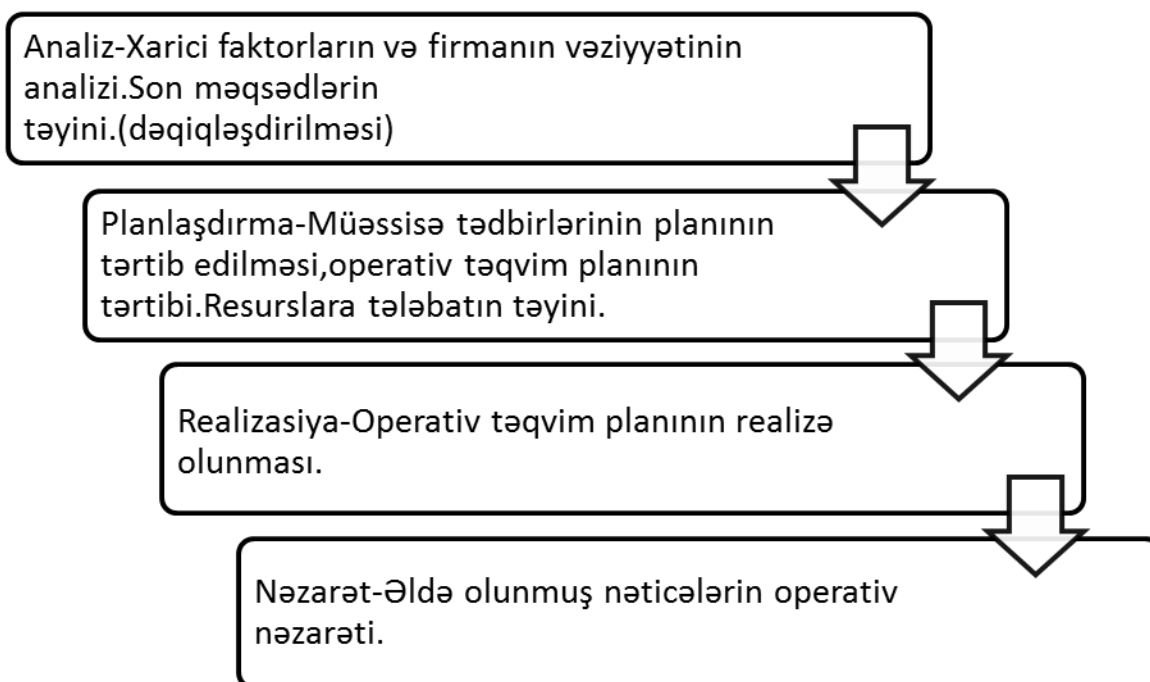 Analiz-Xarici faktorların və firmanın vəziyyətinin
analizi.Son məqsədlərin
təyini.(dəqiqləşdirilməsi)
Planlaşdırma-Müəssisə tədbirlərinin planının
tərtib edilməsi,operativ təqvim planının
tərtibi.Resurslara tələbatın təyini.
Realizasiya-Operativ təqvim planının realizə
olunması.
Nəzarət-Əldə olunmuş nəticələrin operativ
nəzarəti.